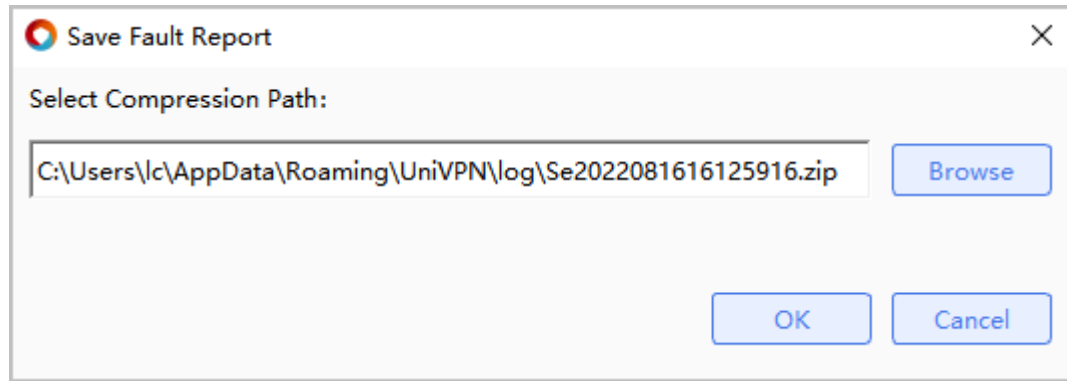 Save Fault Report
Select Compression Path:
C:\Users\lc\AppData\Roaming\UniVPN\log\Se2022081616125916.zip
Browse
OK
Cancel